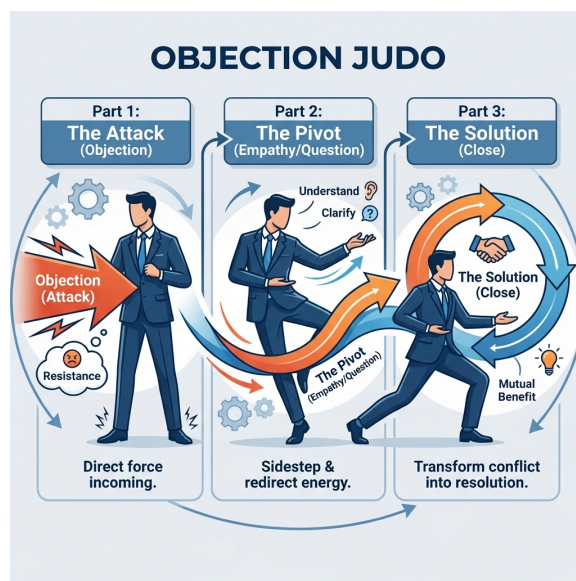 OBJECTION JUDO
Part 1:
The Attack
(Objection)
Objection
(Attack)
Resistance
Direct force
incoming.
Part 2:
The Pivot
(Empathy/Question)
Understand
Clarify
?
The Pivot
(Empathy/Question)
Sidestep &
redirect energy.
Part 3:
The Solution
(Close)
The Solution
(Close)
Mutual
Benefit
Transform conflict
into resolution.